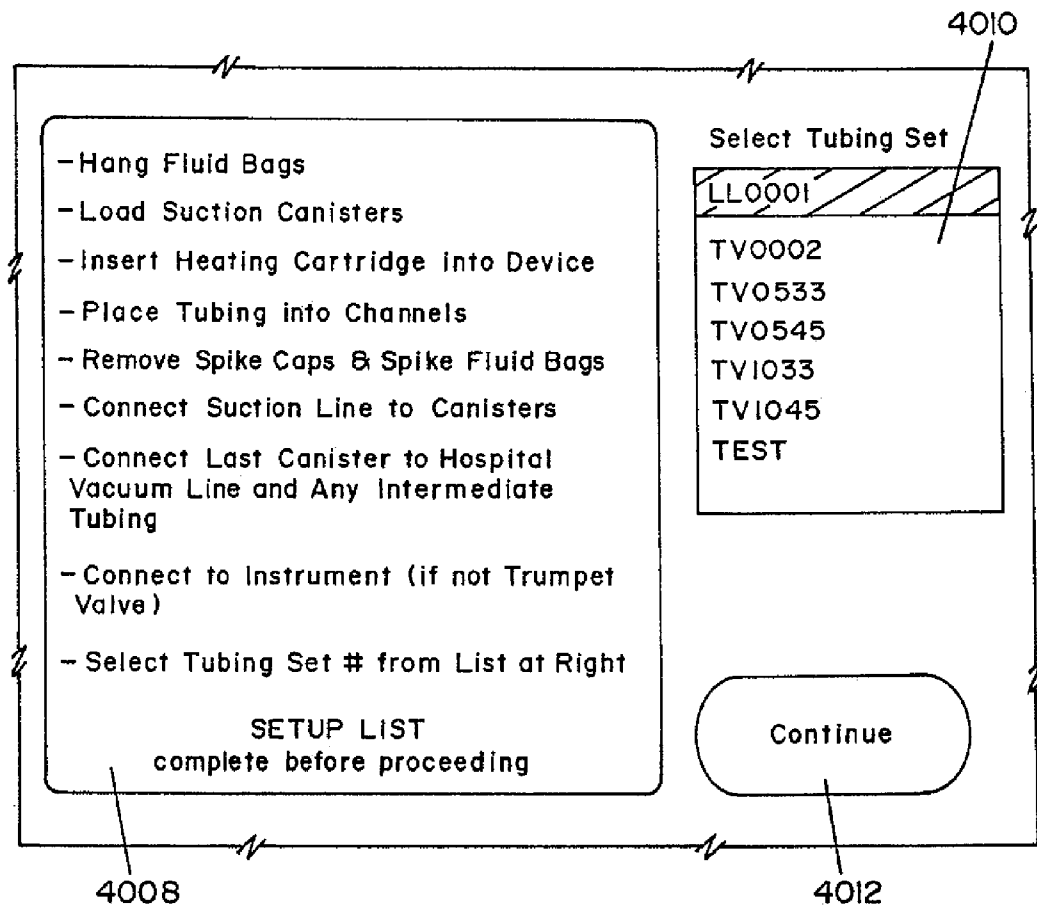 4010
- Hang Fluid Bags
- Load Suction Canisters
- Insert Heating Cartridge into Device
- Place Tubing into Channels
- Remove Spike Caps & Spike Fluid Bags
- Connect Suction Line to Canisters
- Connect Last Canister to Hospital
Vacuum Line and Any Intermediate
Tubing
- Connect to Instrument (if not Trumpet
Valve)
- Select Tubing Set # from List at Right
SETUP LIST
complete before proceeding
Select Tubing Set
LL0001
TV0002
TV0533
TV0545
TV1033
TV1045
TEST
Continue
4008
4012